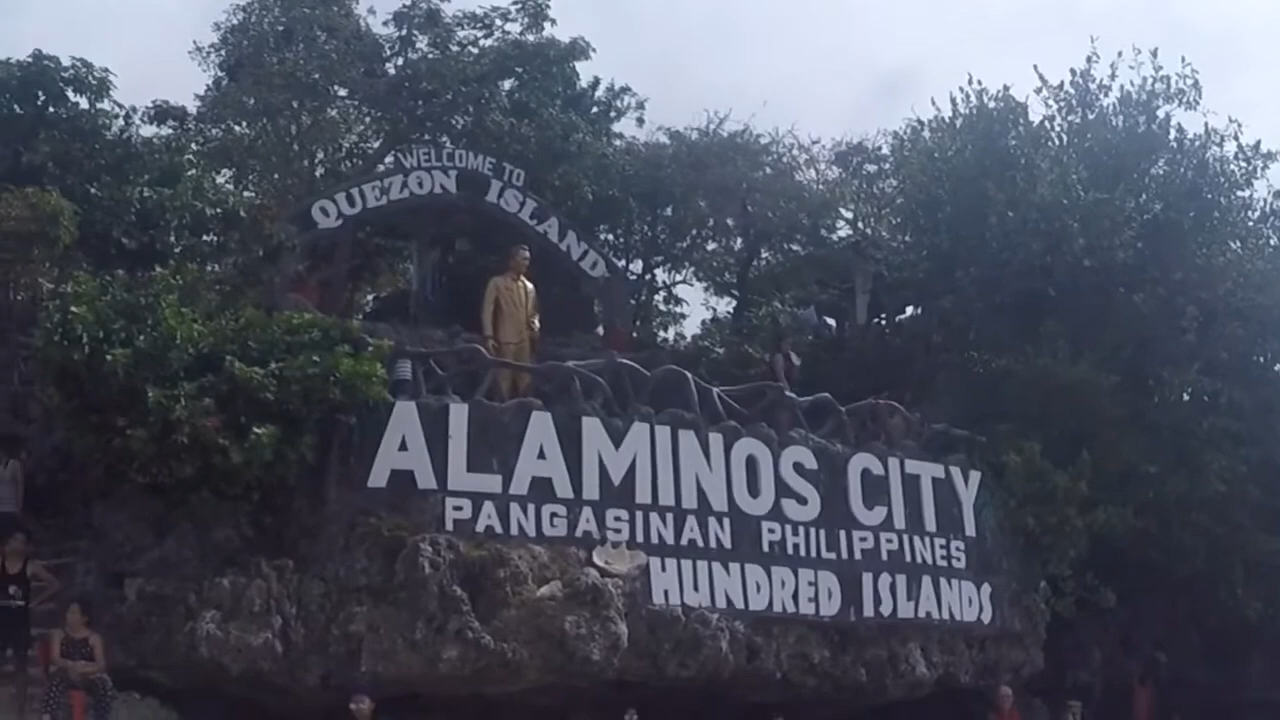 WELCOME TO
QUEZON ISLAND
ALAMINOS CITY
PANGASINAN PHILIPPINES
HUNDRED ISLANDS